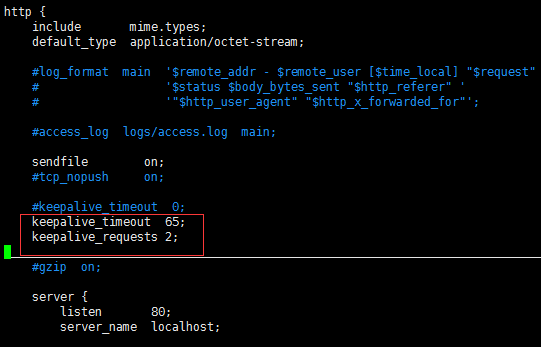 http {
    include       mime.types;
    default_type  application/octet-stream;
    #log_format  main  '$remote_addr - $remote_user [$time_local] "$request"
    #                  '$status $body_bytes_sent "$http_referer" '
    #                  '"$http_user_agent" "$http_x_forwarded_for"';
    #access_log  logs/access.log  main;
    sendfile        on;
    #tcp_nopush     on;
    #keepalive_timeout  0;
    keepalive_timeout  65;
    keepalive_requests 2;
    #gzip  on;
    server {
        listen       80;
        server_name  localhost;